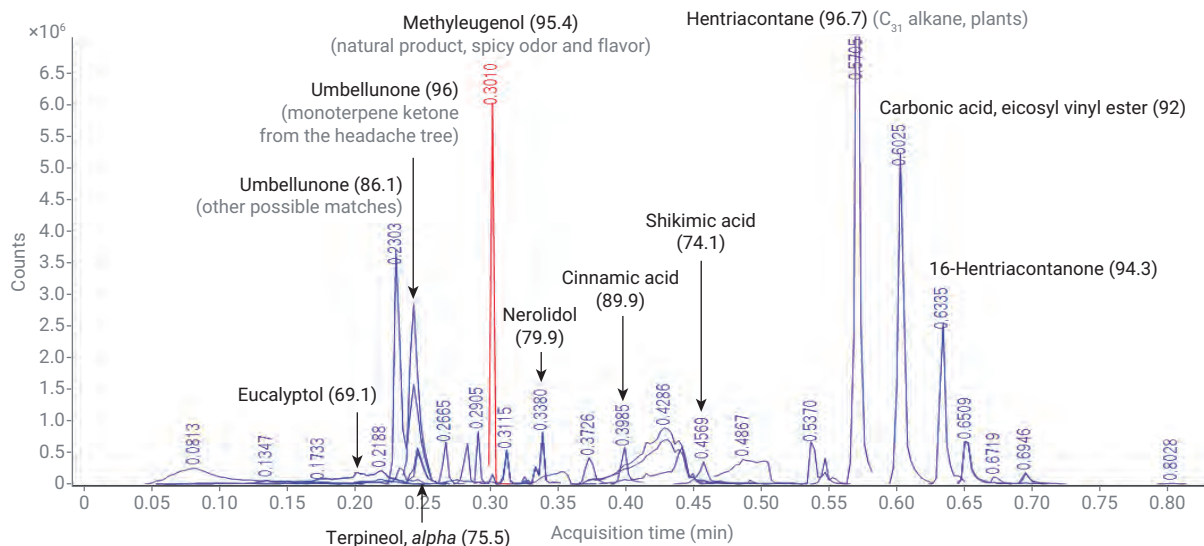 Methyleugenol (95.4)
(natural product, spicy odor and flavor)
Hentriacontane (96.7) (C₃₁ alkane, plants)
×10⁶
Umbellunone (96)
(monoterpene ketone
from the headache tree)
Carbonic acid, eicosyl vinyl ester (92)
Umbellunone (86.1)
(other possible matches)
Shikimic acid
(74.1)
Cinnamic acid
(89.9)
16-Hentriacontanone (94.3)
Nerolidol
(79.9)
Eucalyptol (69.1)
Terpineol, alpha (75.5)
0.0813
0.1347
0.1733
0.2188
0.2303
0.2665
0.2905
0.3010
0.3115
0.3380
0.3726
0.3985
0.4286
0.4569
0.4867
0.5370
0.5705
0.6025
0.6335
0.6509
0.6719
0.6946
0.8028
Counts
6.5
6.0
5.5
5.0
4.5
4.0
3.5
3.0
2.5
2.0
1.5
1.0
0.5
0
0 0.05 0.10 0.15 0.20 0.25 0.30 0.35 0.40 0.45 0.50 0.55 0.60 0.65 0.70 0.75 0.80
Acquisition time (min)